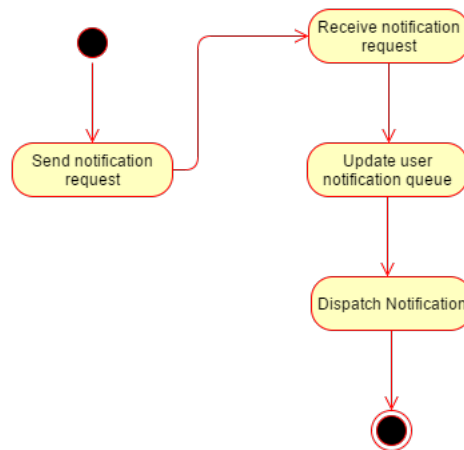 Send notification
request
Receive notification
request
Update user
notification queue
Dispatch Notification